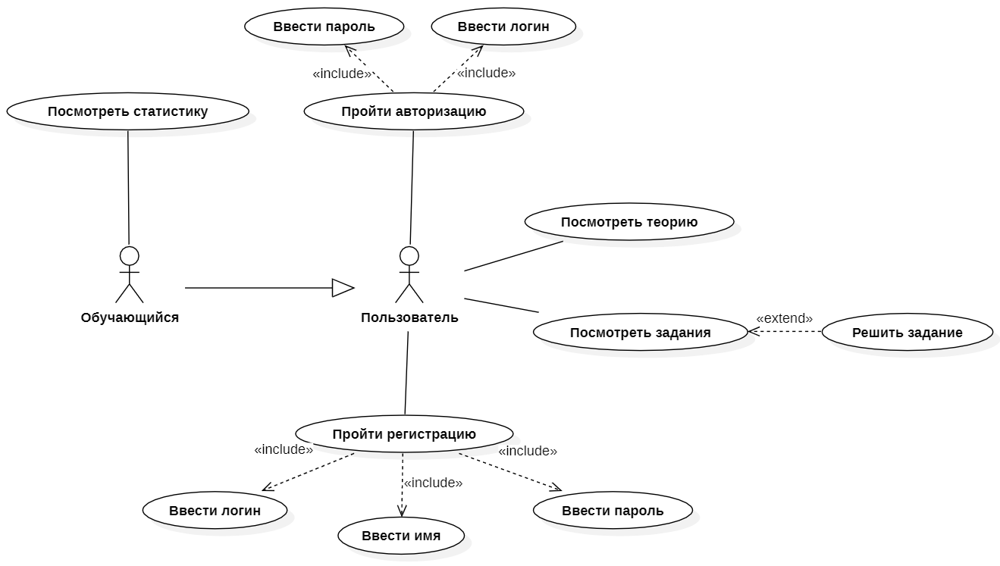 Ввести пароль
Ввести логин
«include»
«include»
Посмотреть статистику
Пройти авторизацию
Посмотреть теорию
Обучающийся
Пользователь
«extend»
Посмотреть задания
Решить задание
Пройти регистрацию
«include»
«include»
«include»
Ввести логин
Ввести имя
Ввести пароль